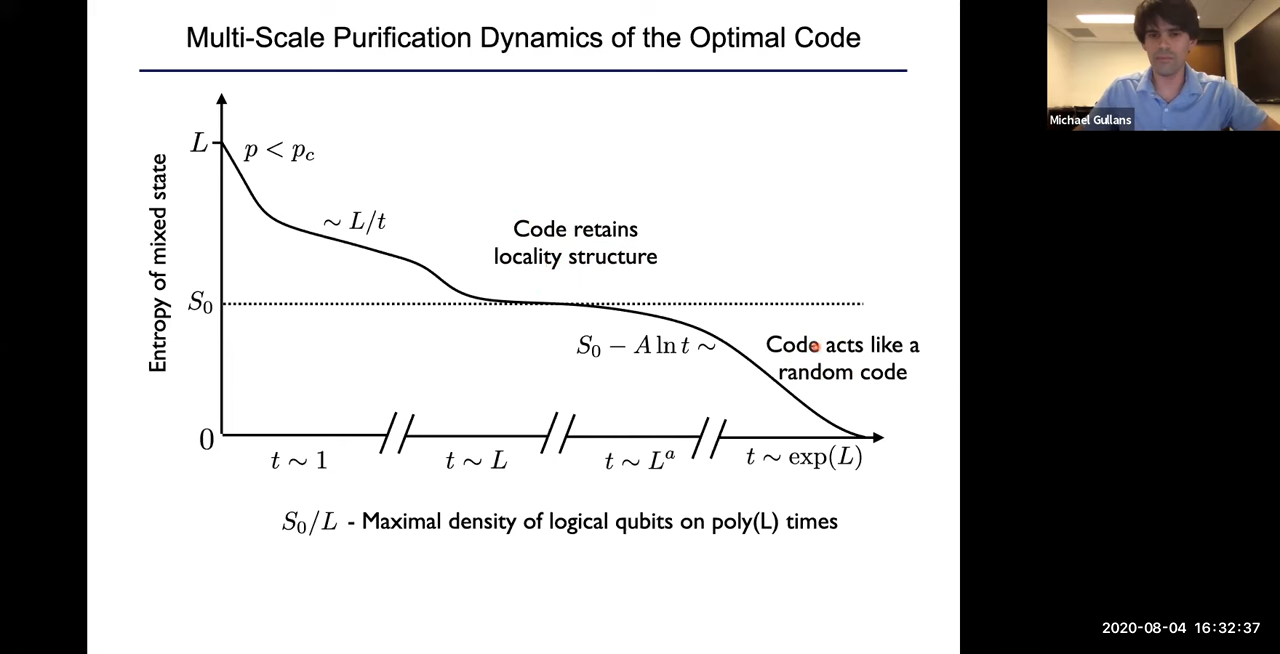 Multi-Scale Purification Dynamics of the Optimal Code
Michael Gullans
Entropy of mixed state
L
p < p_c
~ L/t
Code retains
locality structure
S_0
S_0 − A ln t ~
Code acts like a
random code
0
t ~ 1
t ~ L
t ~ L^a
t ~ exp(L)
S_0/L - Maximal density of logical qubits on poly(L) times
2020-08-04 16:32:37